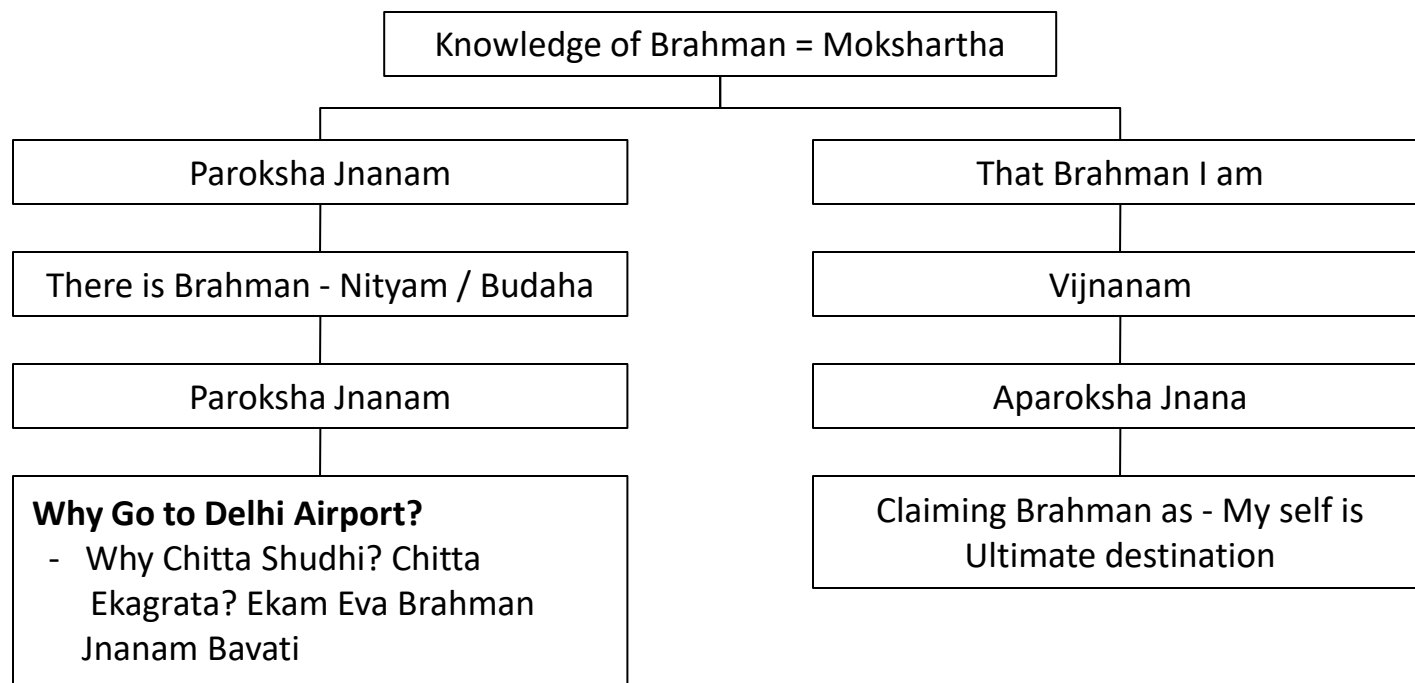 Knowledge of Brahman = Mokshartha
Paroksha Jnanam
There is Brahman - Nityam / Budaha
Paroksha Jnanam
Why Go to Delhi Airport?
- Why Chitta Shudhi? Chitta
Ekagrata? Ekam Eva Brahman
Jnanam Bavati
That Brahman I am
Vijnanam
Aparoksha Jnana
Claiming Brahman as - My self is
Ultimate destination